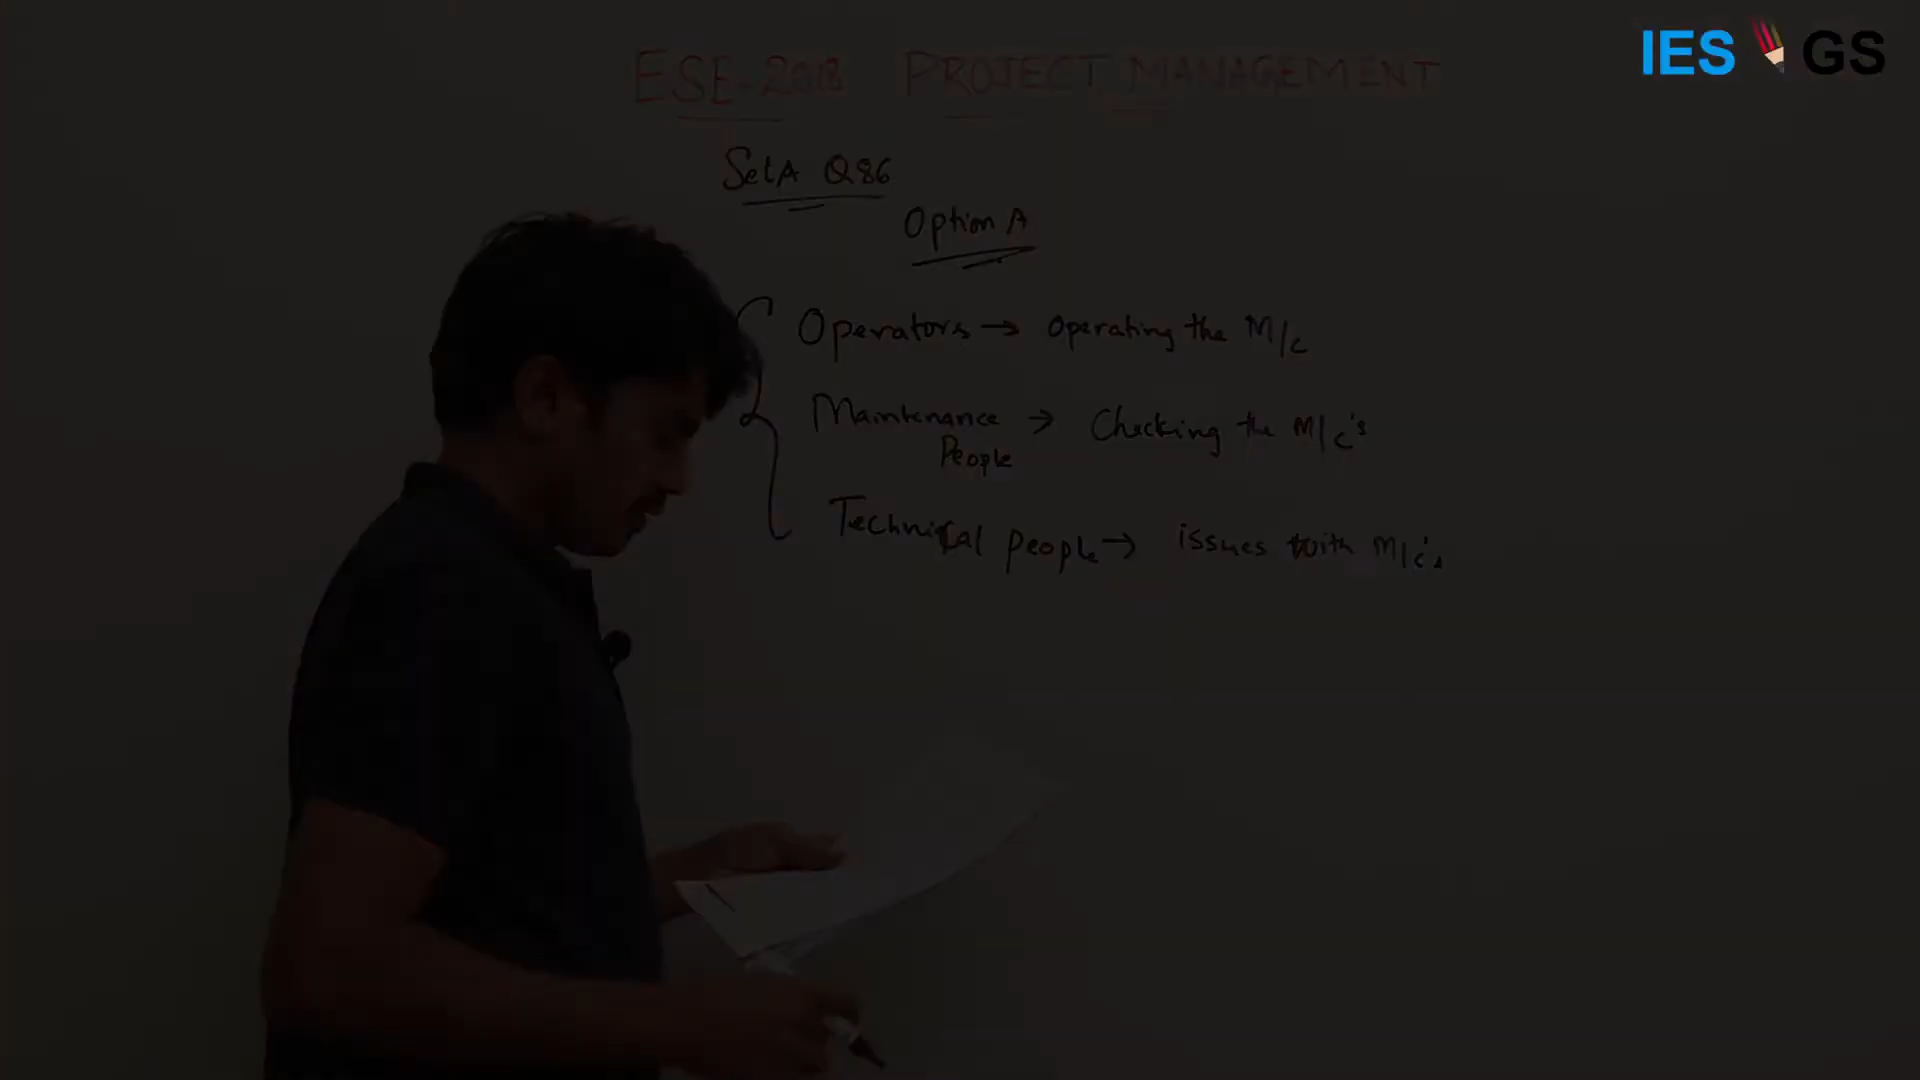 IES GS
ESE-2018 PROJECT MANAGEMENT
Set A Q86
Option A
Operators → Operating the M/c
Maintenance → Checking the M/c's
People
Technical people → issues with M/c's